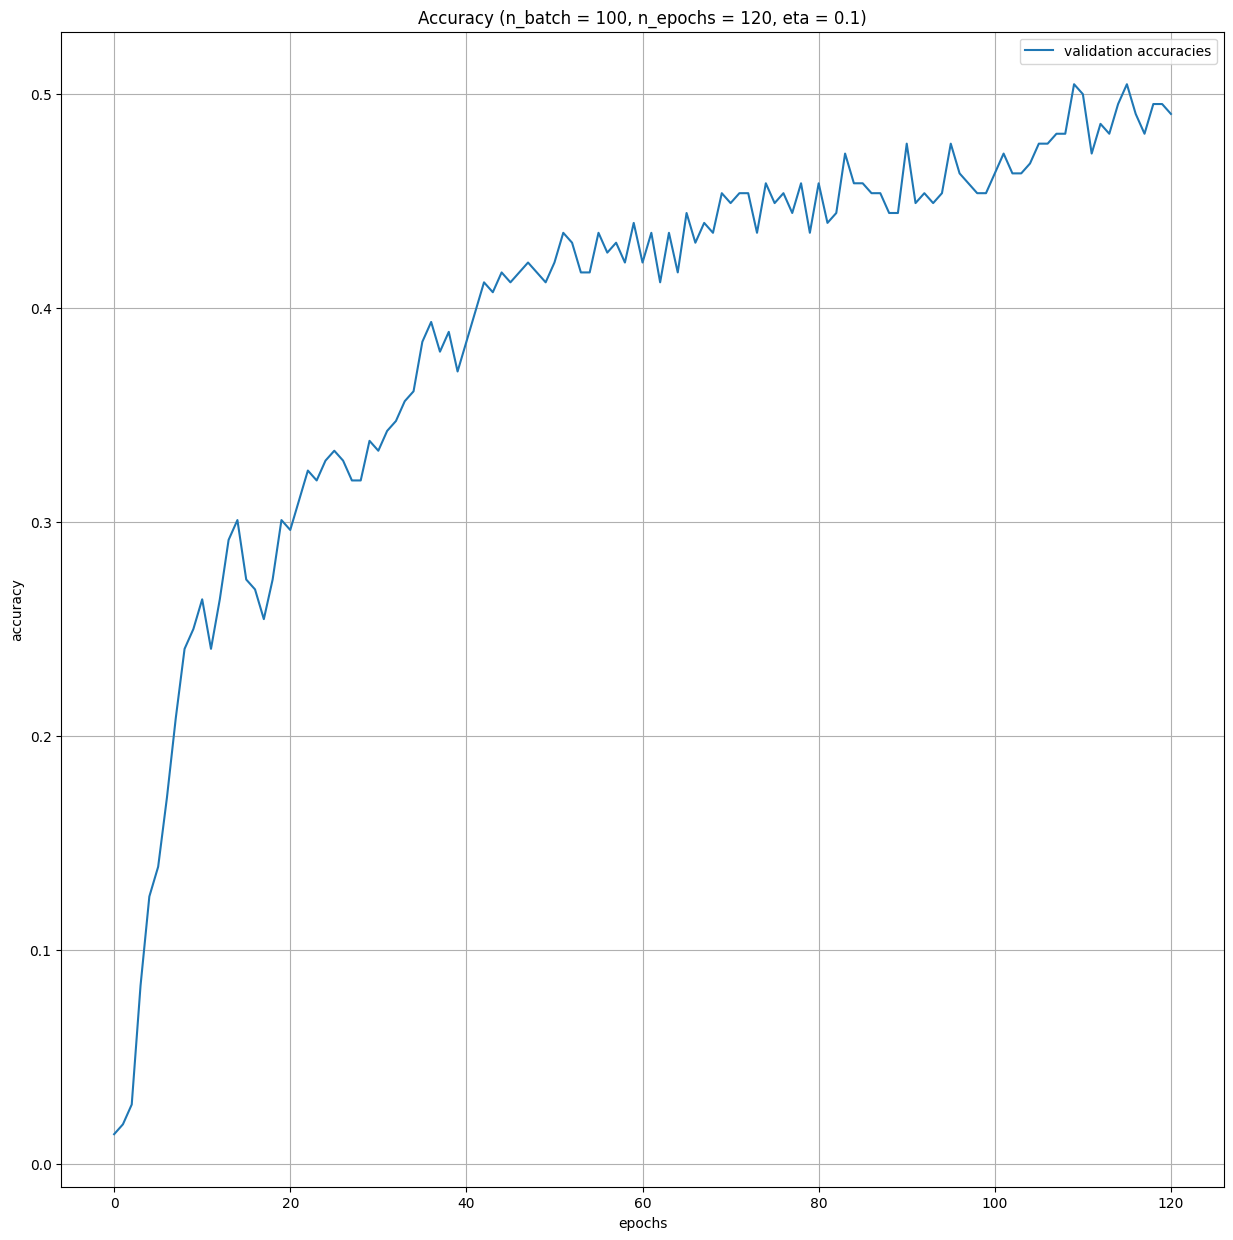 Accuracy (n_batch = 100, n_epochs = 120, eta = 0.1)
validation accuracies
0.5
0.4
0.3
0.2
0.1
0.0
accuracy
0 20 40 60 80 100 120
epochs